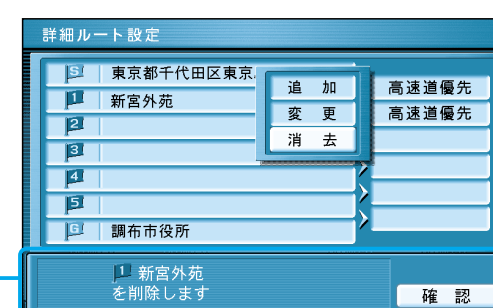 詳細ルート設定
S 東京都千代田区東京
1 新宮外苑
2
3
4
5
G 調布市役所
追 加
変 更
消 去
高速道優先
高速道優先
1 新宮外苑
を削除します
確 認